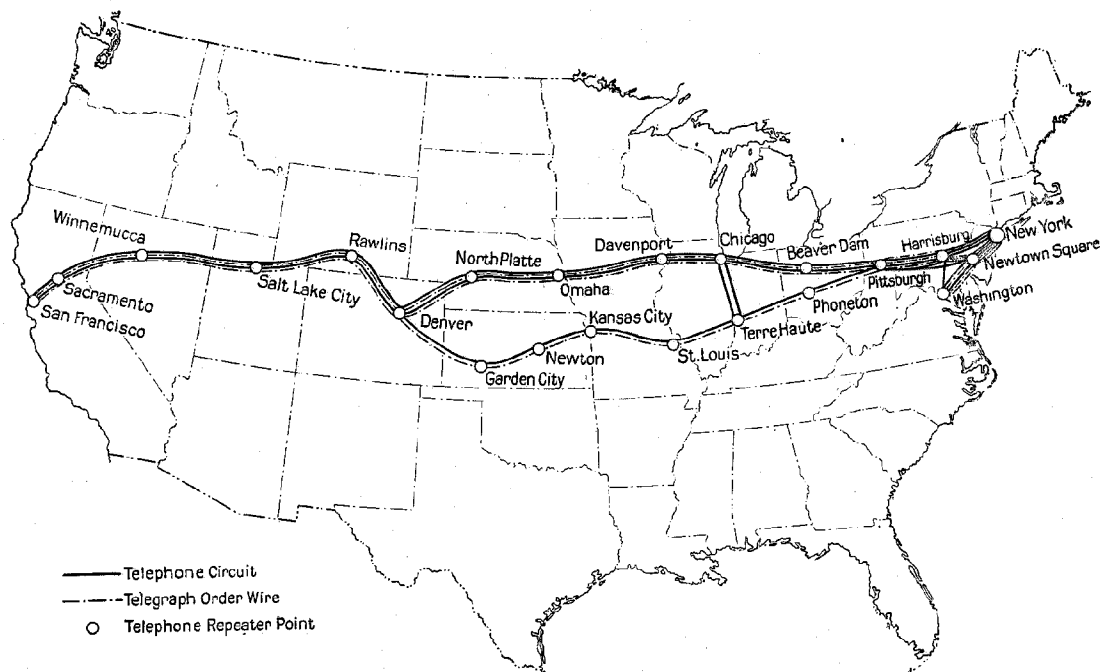 Winnemucca
Rawlins
North Platte
Davenport
Chicago
Beaver Dam
Harrisburg
New York
Newtown Square
Pittsburgh
Washington
Sacramento
San Francisco
Salt Lake City
Denver
Omaha
Kansas City
Phoneton
Terre Haute
St. Louis
Newton
Garden City
Telephone Circuit
Telegraph Order Wire
Telephone Repeater Point